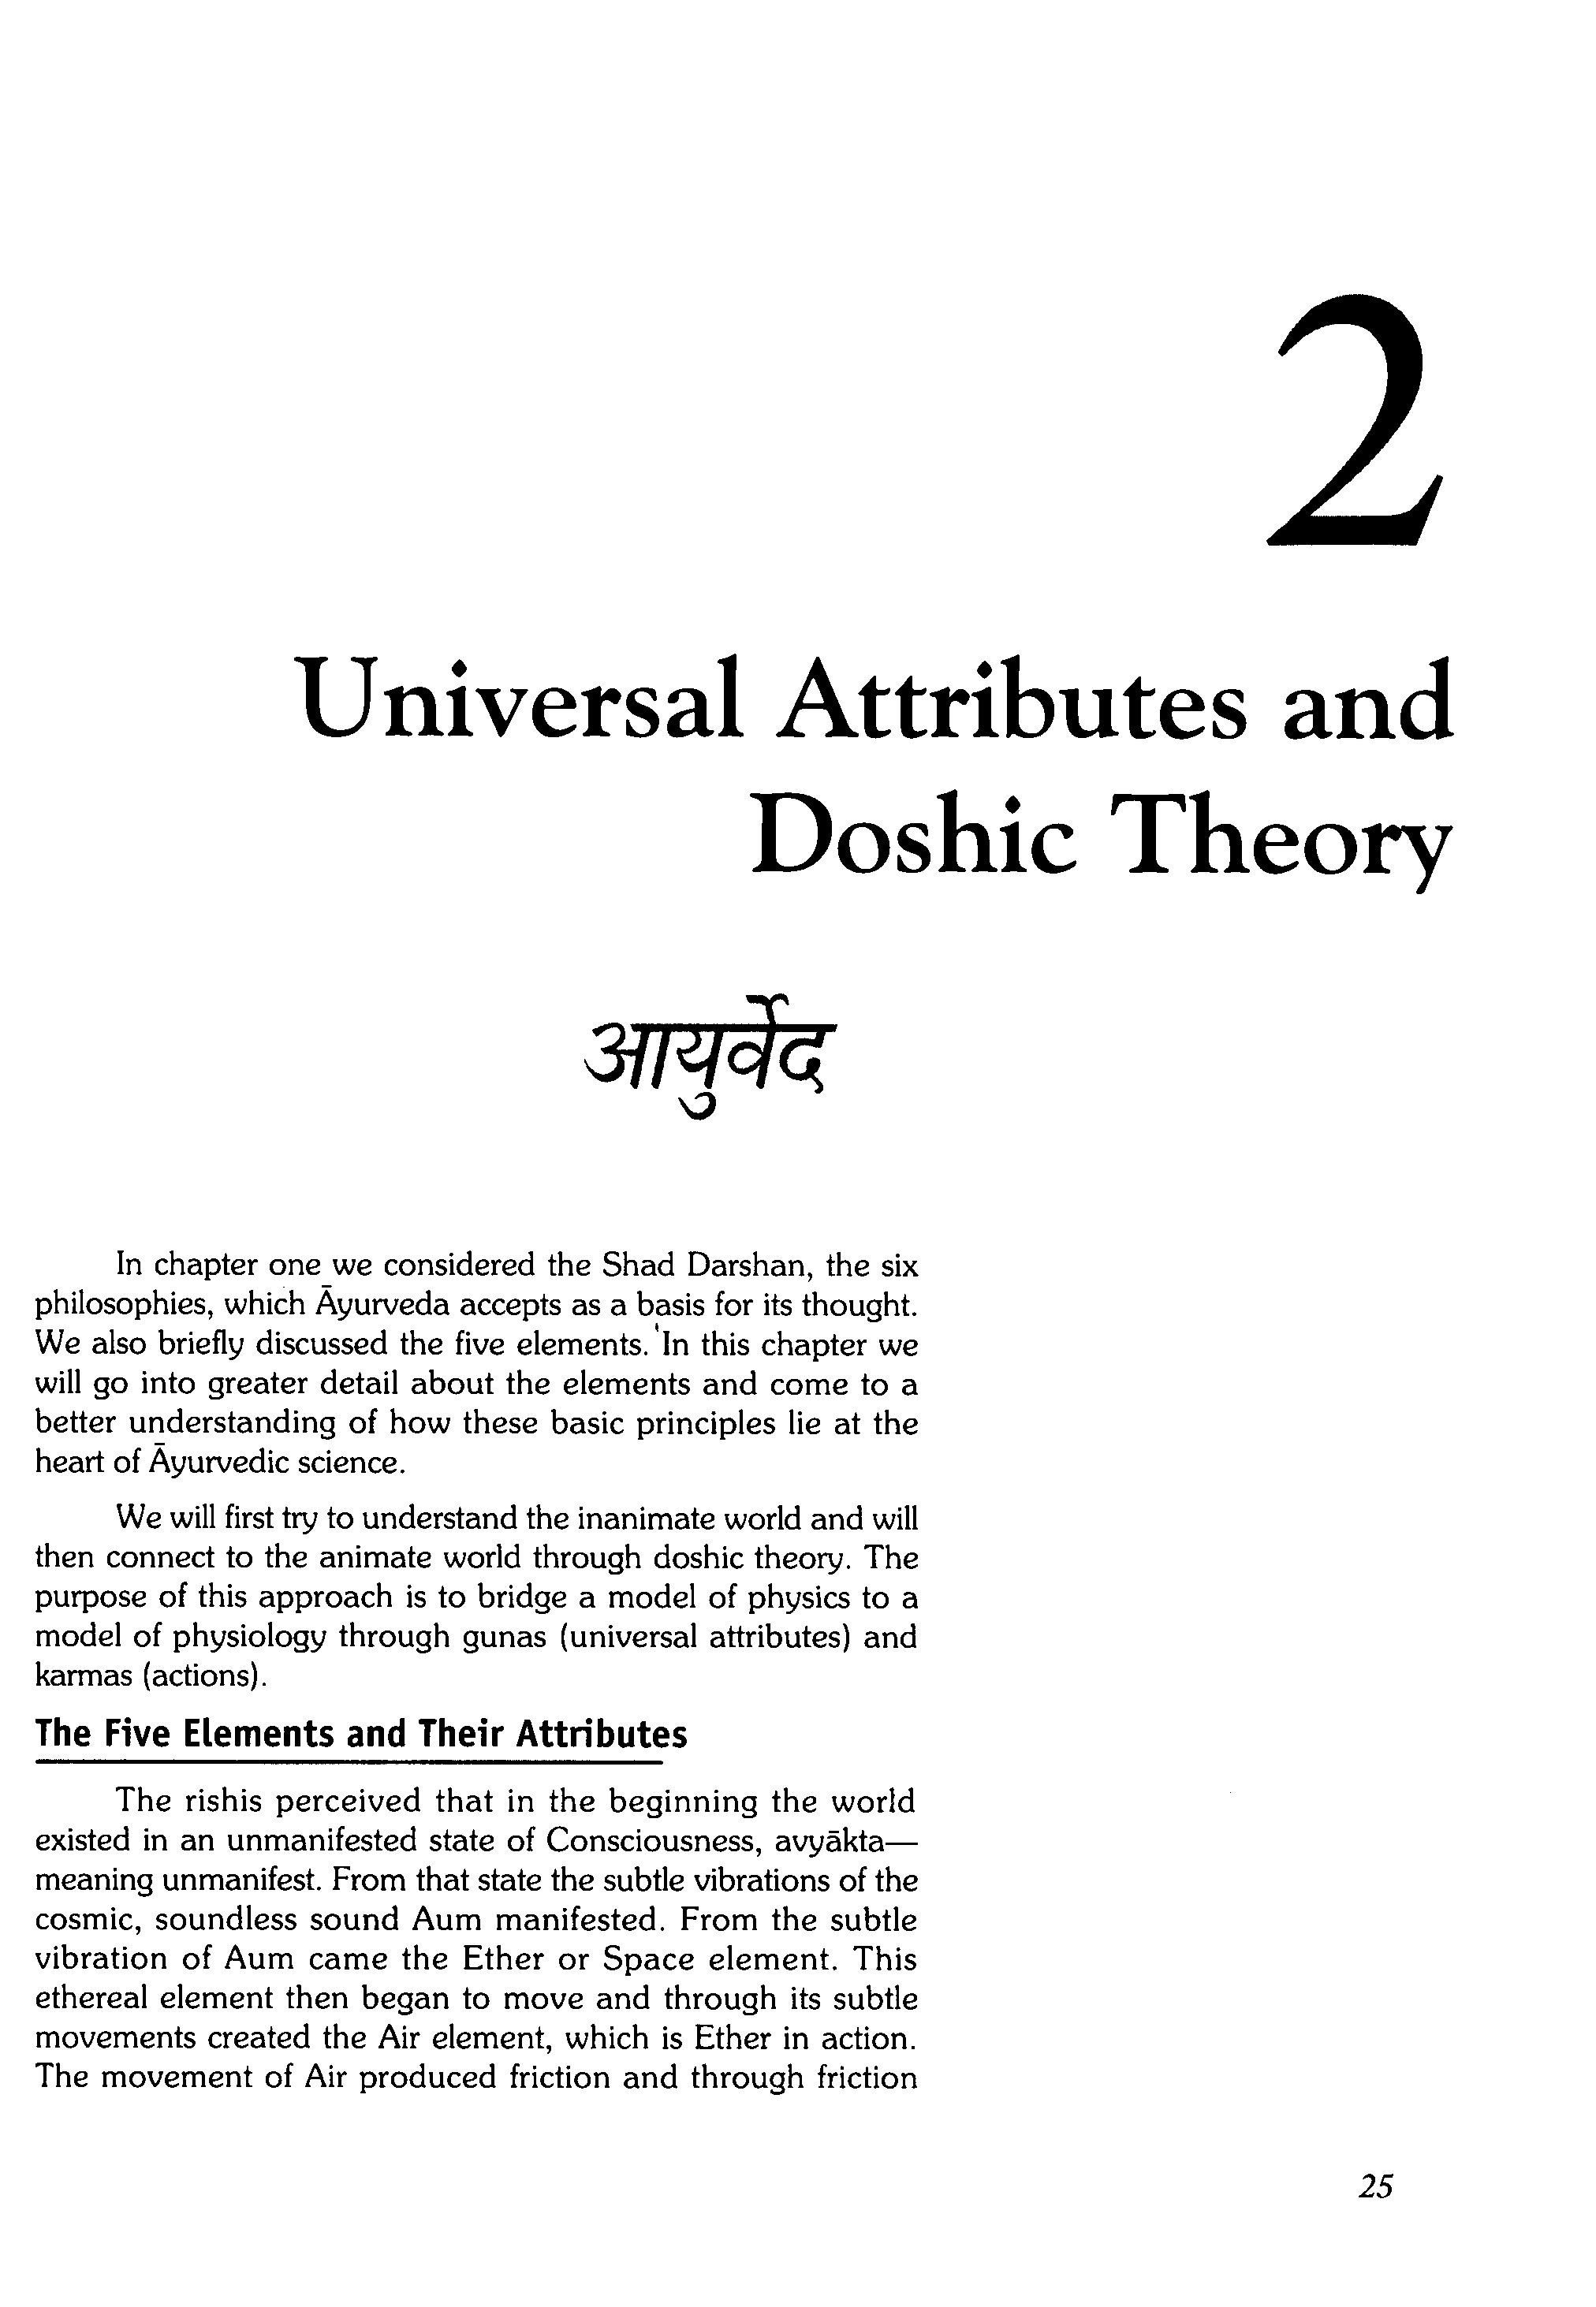 2
Universal Attributes and
Doshic Theory
आयुर्वेद
In chapter one we considered the Shad Darshan, the six
philosophies, which Āyurveda accepts as a basis for its thought.
We also briefly discussed the five elements. In this chapter we
will go into greater detail about the elements and come to a
better understanding of how these basic principles lie at the
heart of Āyurvedic science.
We will first try to understand the inanimate world and will
then connect to the animate world through doshic theory. The
purpose of this approach is to bridge a model of physics to a
model of physiology through gunas (universal attributes) and
karmas (actions).
The Five Elements and Their Attributes
The rishis perceived that in the beginning the world
existed in an unmanifested state of Consciousness, avyākta—
meaning unmanifest. From that state the subtle vibrations of the
cosmic, soundless sound Aum manifested. From the subtle
vibration of Aum came the Ether or Space element. This
ethereal element then began to move and through its subtle
movements created the Air element, which is Ether in action.
The movement of Air produced friction and through friction
25